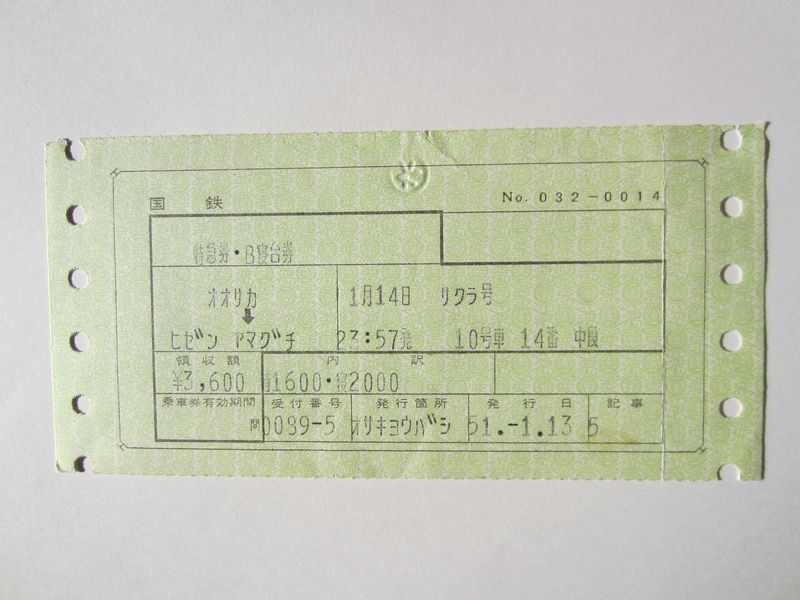 国鉄 No. 032-0014
特急券・B寝台券
オオサカ 1月14日 サクラ号
⬇
ヒゼン ヤマグチ 23:57発 10号車 14番 中段
領収額 内訳
¥3,600 特1600・寝2000
乗車券有効期間 受付番号 発行箇所 発行日 記事
間 0099-5 オサキヨウバシ 51.-1.13 5